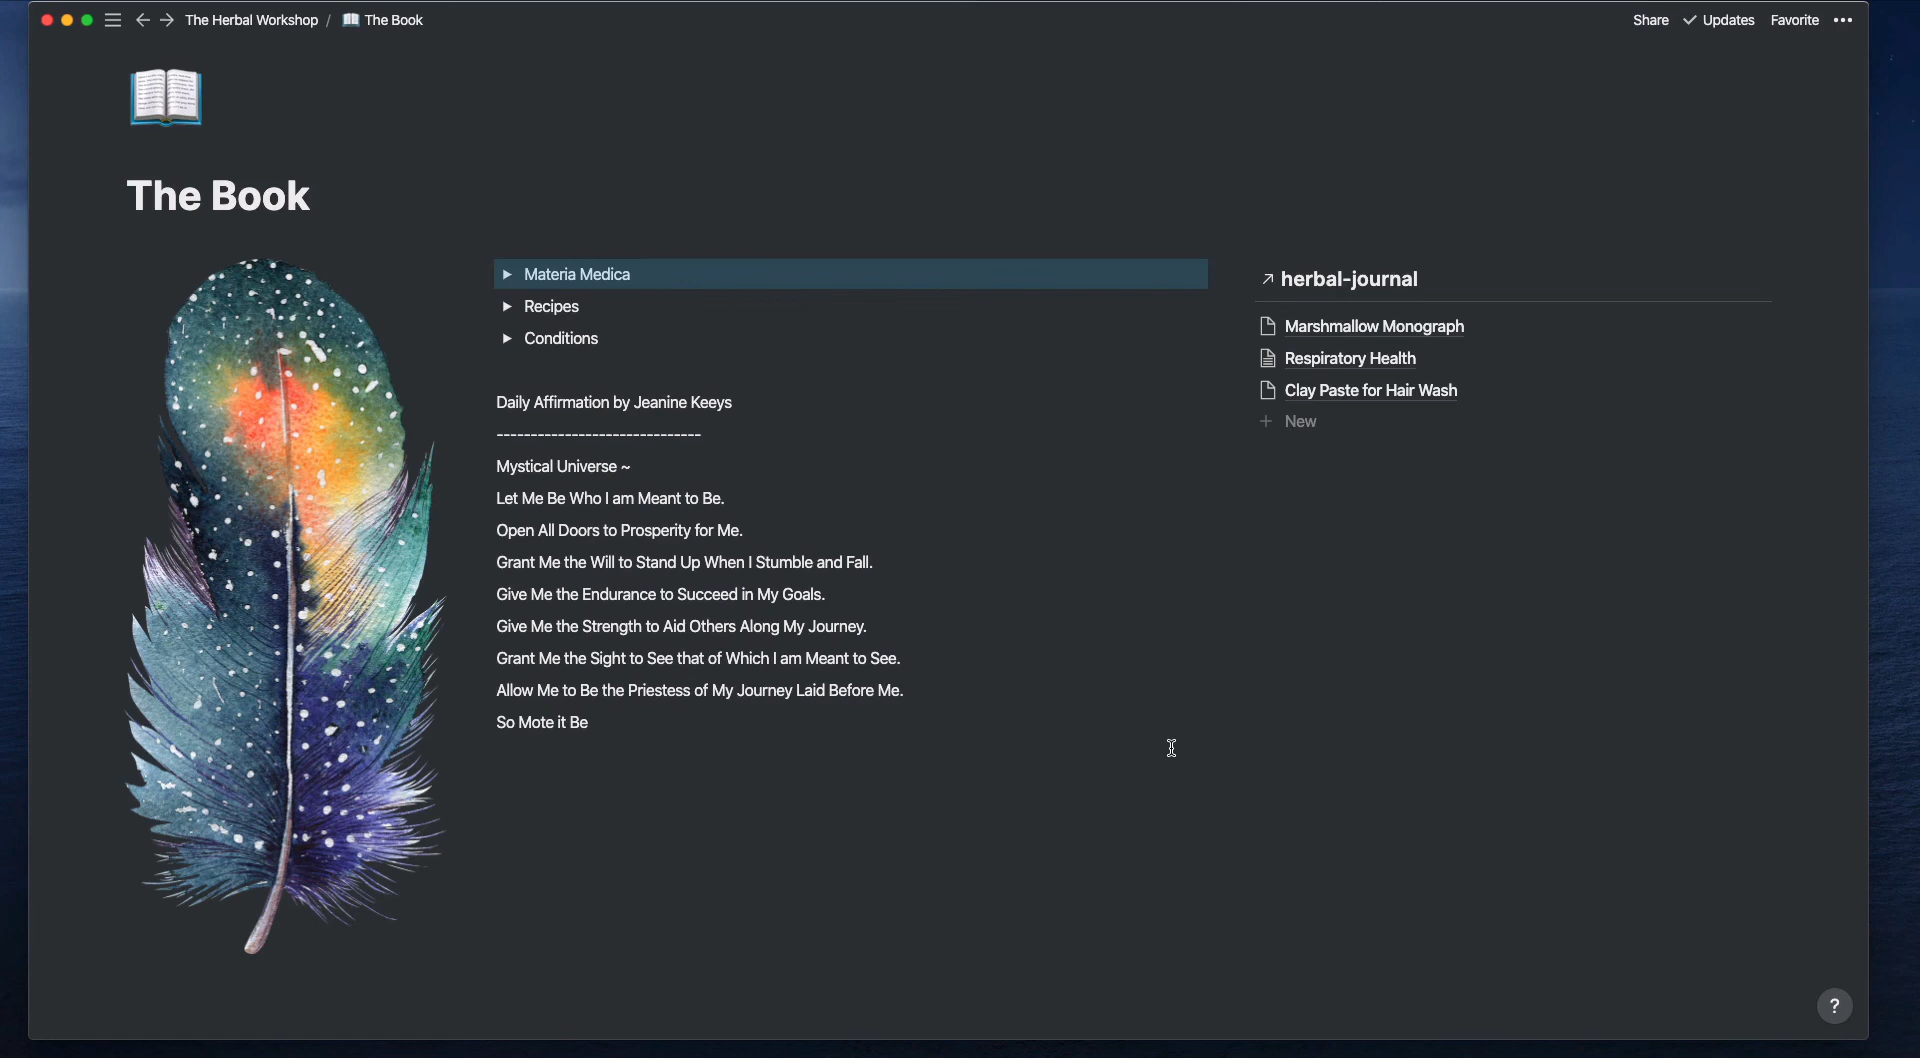 The Herbal Workshop / The Book
Share Updates Favorite
The Book
Materia Medica
Recipes
Conditions
Daily Affirmation by Jeanine Keeys
------------------------------
Mystical Universe ~
Let Me Be Who I am Meant to Be.
Open All Doors to Prosperity for Me.
Grant Me the Will to Stand Up When I Stumble and Fall.
Give Me the Endurance to Succeed in My Goals.
Give Me the Strength to Aid Others Along My Journey.
Grant Me the Sight to See that of Which I am Meant to See.
Allow Me to Be the Priestess of My Journey Laid Before Me.
So Mote it Be
herbal-journal
Marshmallow Monograph
Respiratory Health
Clay Paste for Hair Wash
+ New
?